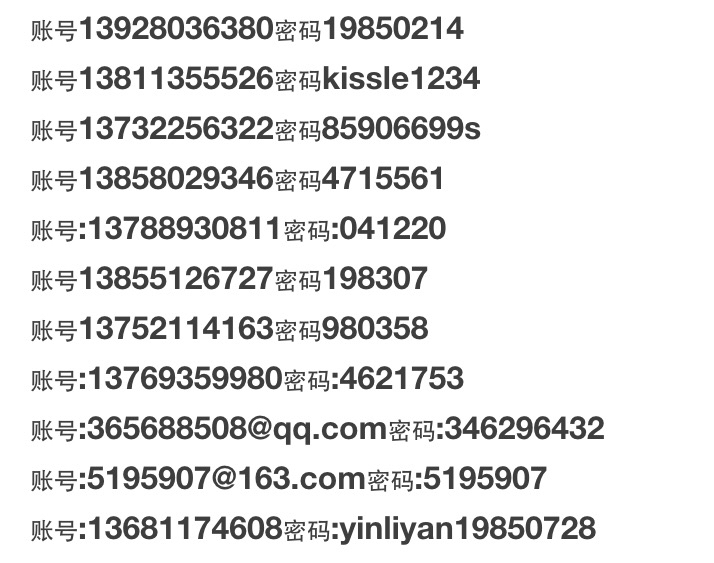 账号13928036380密码19850214
账号13811355526密码kissle1234
账号13732256322密码85906699s
账号13858029346密码4715561
账号:13788930811密码:041220
账号13855126727密码198307
账号13752114163密码980358
账号:13769359980密码:4621753
账号:365688508@qq.com密码:346296432
账号:5195907@163.com密码:5195907
账号:13681174608密码:yinliyan19850728